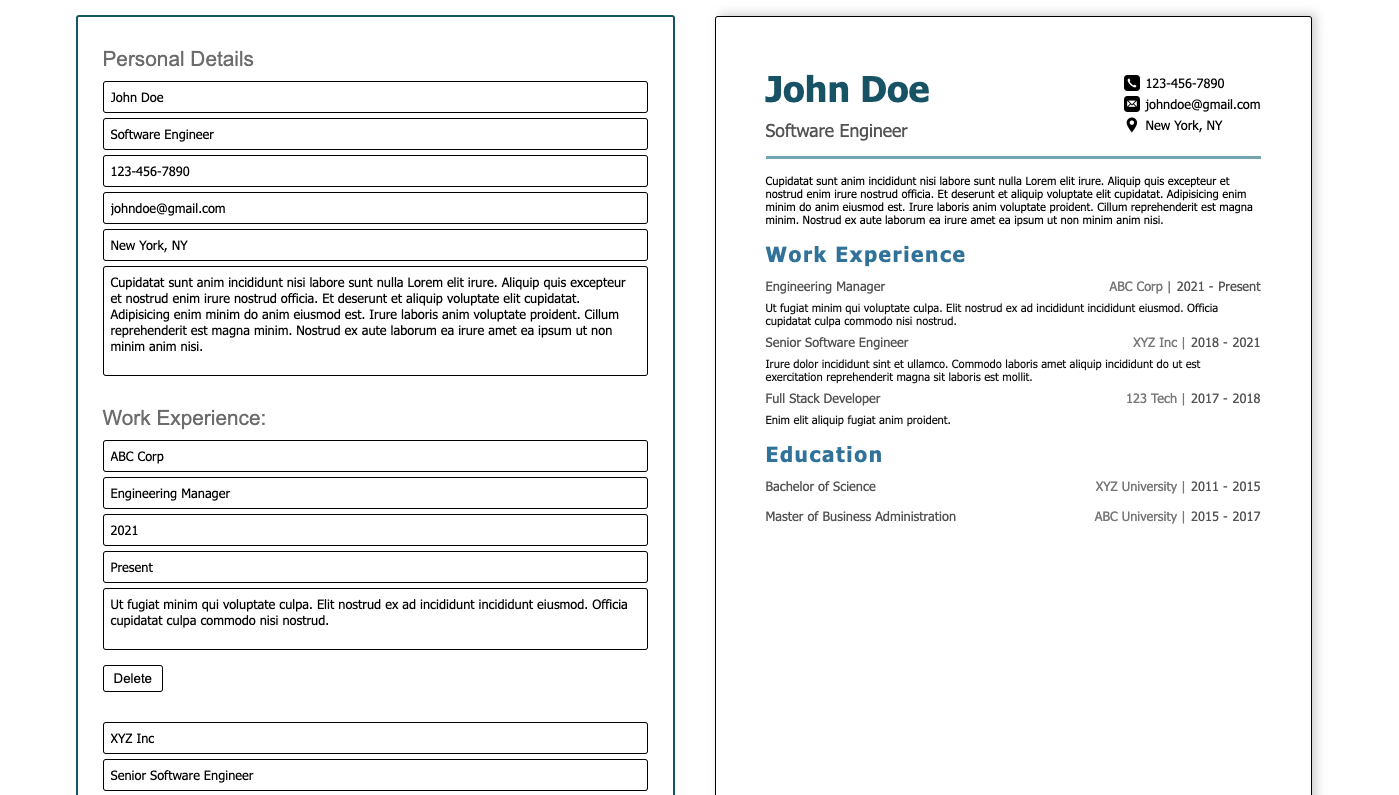 Personal Details
John Doe
Software Engineer
123-456-7890
johndoe@gmail.com
New York, NY
Cupidatat sunt anim incididunt nisi labore sunt nulla Lorem elit irure. Aliquip quis excepteur
et nostrud enim irure nostrud officia. Et deserunt et aliquip voluptate elit cupidatat.
Adipisicing enim minim do anim eiusmod est. Irure laboris anim voluptate proident. Cillum
reprehenderit est magna minim. Nostrud ex aute laborum ea irure amet ea ipsum ut non
minim anim nisi.
Work Experience:
ABC Corp
Engineering Manager
2021
Present
Ut fugiat minim qui voluptate culpa. Elit nostrud ex ad incididunt incididunt eiusmod. Officia
cupidatat culpa commodo nisi nostrud.
Delete
XYZ Inc
Senior Software Engineer
John Doe
Software Engineer
123-456-7890
johndoe@gmail.com
New York, NY
Cupidatat sunt anim incididunt nisi labore sunt nulla Lorem elit irure. Aliquip quis excepteur et
nostrud enim irure nostrud officia. Et deserunt et aliquip voluptate elit cupidatat. Adipisicing enim
minim do anim eiusmod est. Irure laboris anim voluptate proident. Cillum reprehenderit est magna
minim. Nostrud ex aute laborum ea irure amet ea ipsum ut non minim anim nisi.
Work Experience
Engineering Manager ABC Corp | 2021 - Present
Ut fugiat minim qui voluptate culpa. Elit nostrud ex ad incididunt incididunt eiusmod. Officia
cupidatat culpa commodo nisi nostrud.
Senior Software Engineer XYZ Inc | 2018 - 2021
Irure dolor incididunt sint et ullamco. Commodo laboris amet aliquip incididunt do ut est
exercitation reprehenderit magna sit laboris est mollit.
Full Stack Developer 123 Tech | 2017 - 2018
Enim elit aliquip fugiat anim proident.
Education
Bachelor of Science XYZ University | 2011 - 2015
Master of Business Administration ABC University | 2015 - 2017